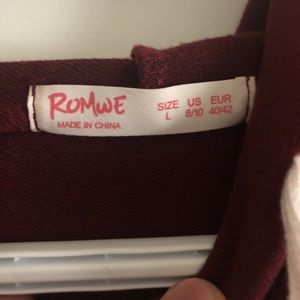 ROMWE
MADE IN CHINA
SIZE US EUR
L 8/10 40/42